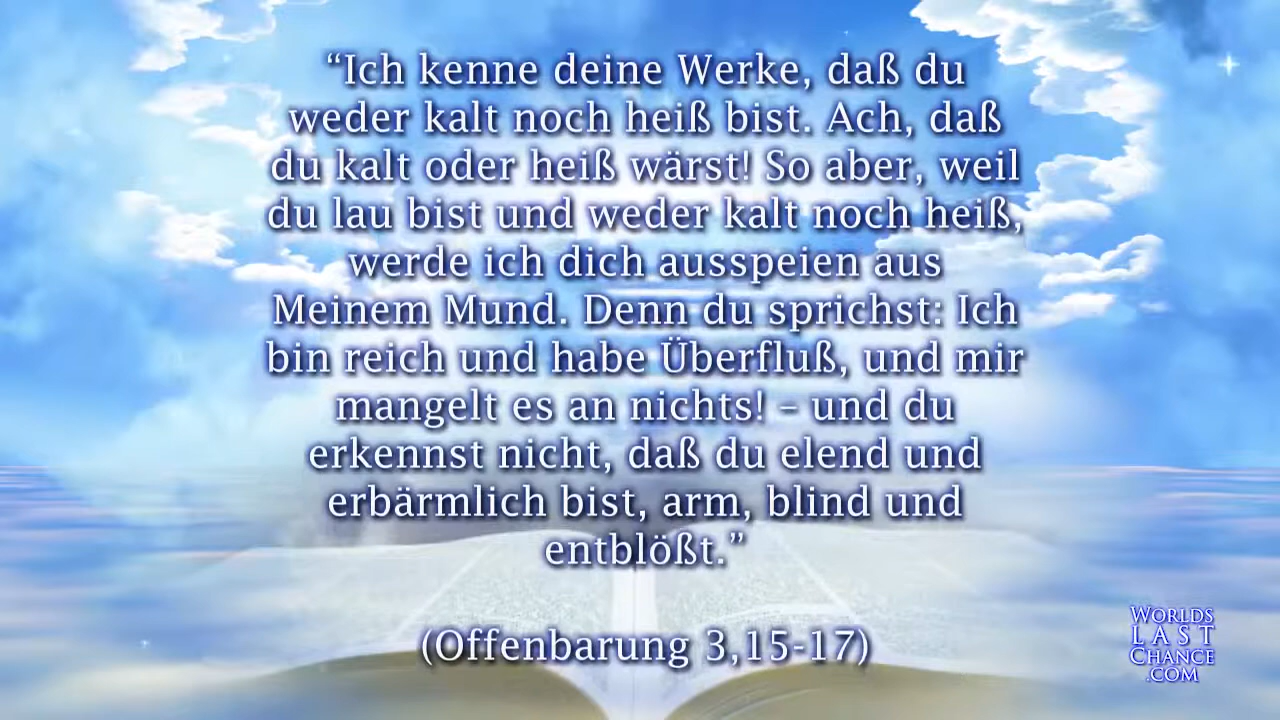 “Ich kenne deine Werke, daß du
weder kalt noch heiß bist. Ach, daß
du kalt oder heiß wärst! So aber, weil
du lau bist und weder kalt noch heiß,
werde ich dich ausspeien aus
Meinem Mund. Denn du sprichst: Ich
bin reich und habe Überfluß, und mir
mangelt es an nichts! – und du
erkennst nicht, daß du elend und
erbärmlich bist, arm, blind und
entblößt.”
(Offenbarung 3,15-17)
WORLDS
LAST
CHANCE
.COM